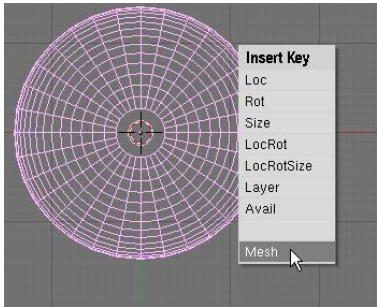 Insert Key
Loc
Rot
Size
LocRot
LocRotSize
Layer
Avail
Mesh